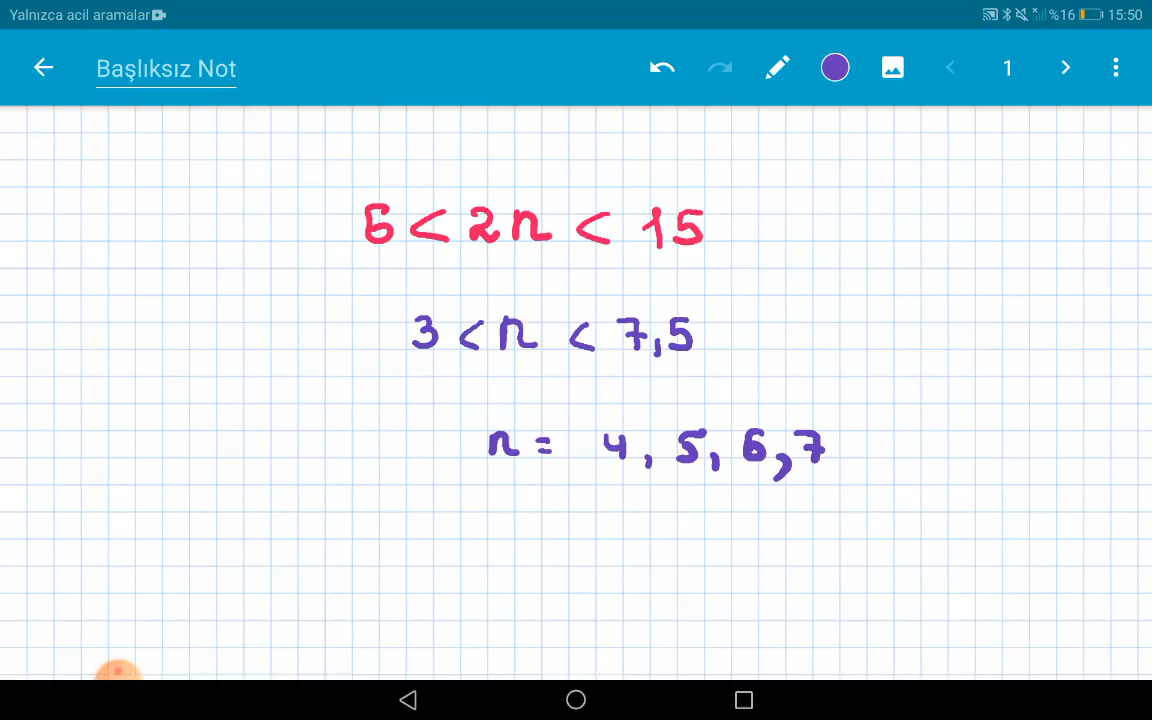 Yalnızca acil aramalar %16 15:50
Başlıksız Not 1
6 < 2n < 15
3 < n < 7,5
n = 4, 5, 6, 7